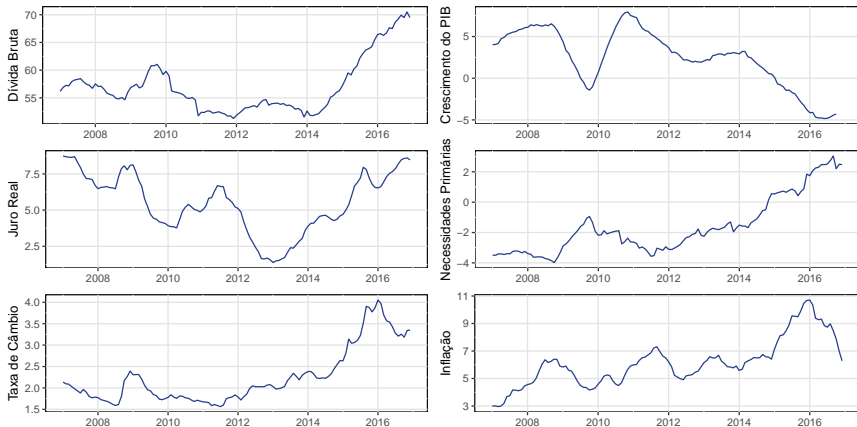 Dívida Bruta
70
65
60
55
2008 2010 2012 2014 2016
Crescimento do PIB
5
0
−5
2008 2010 2012 2014 2016
Juro Real
7.5
5.0
2.5
2008 2010 2012 2014 2016
Necessidades Primárias
2
0
−2
−4
2008 2010 2012 2014 2016
Taxa de Câmbio
4.0
3.5
3.0
2.5
2.0
1.5
2008 2010 2012 2014 2016
Inflação
11
9
7
5
3
2008 2010 2012 2014 2016